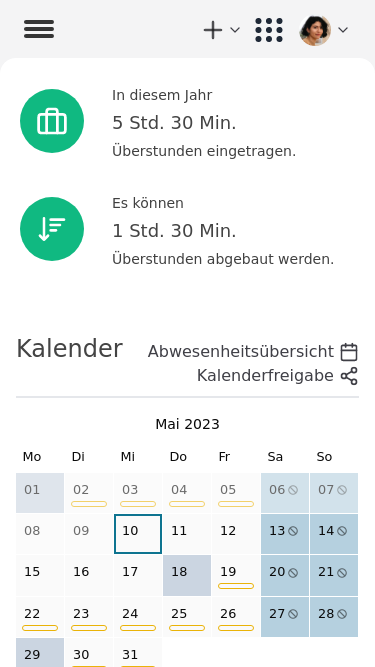 In diesem Jahr
5 Std. 30 Min.
Überstunden eingetragen.
Es können
1 Std. 30 Min.
Überstunden abgebaut werden.
Kalender
Abwesenheitsübersicht
Kalenderfreigabe
Mai 2023
Mo Di Mi Do Fr Sa So
01 02 03 04 05 06 07
08 09 10 11 12 13 14
15 16 17 18 19 20 21
22 23 24 25 26 27 28
29 30 31